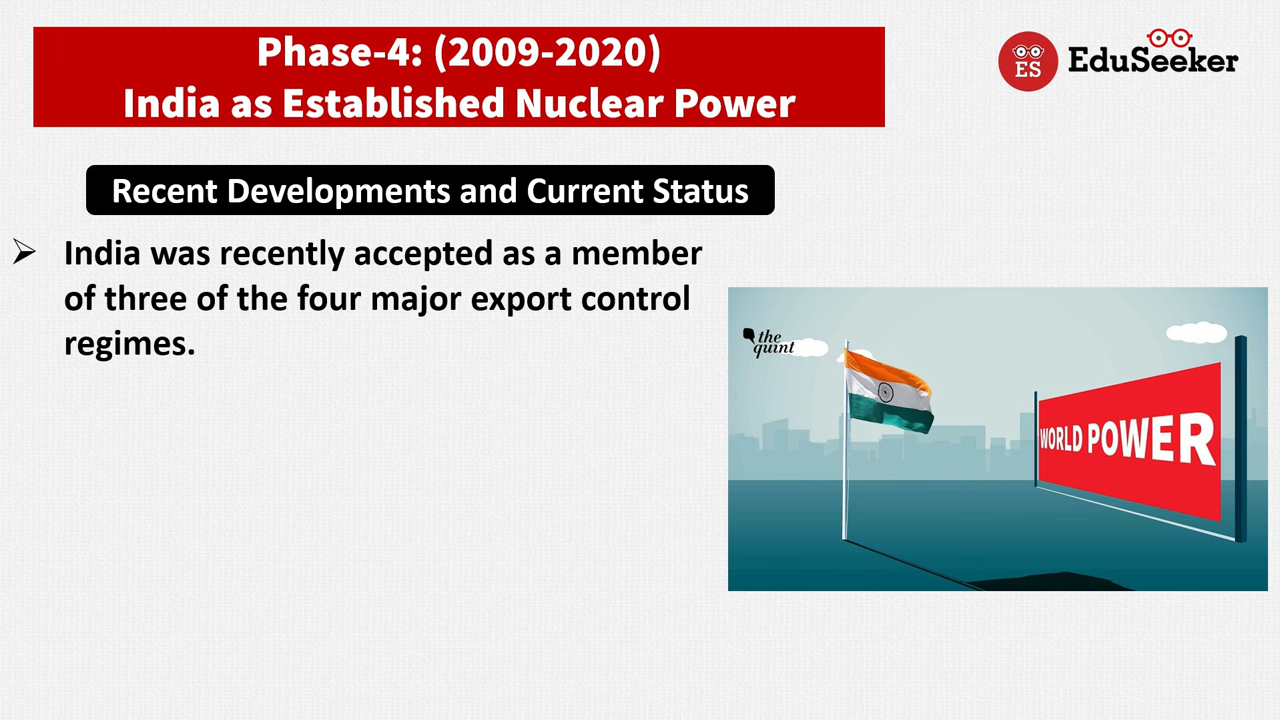 Phase-4: (2009-2020)
India as Established Nuclear Power
ES
EduSeeker
Recent Developments and Current Status
India was recently accepted as a member
of three of the four major export control
regimes.
the
quint
WORLD POWER